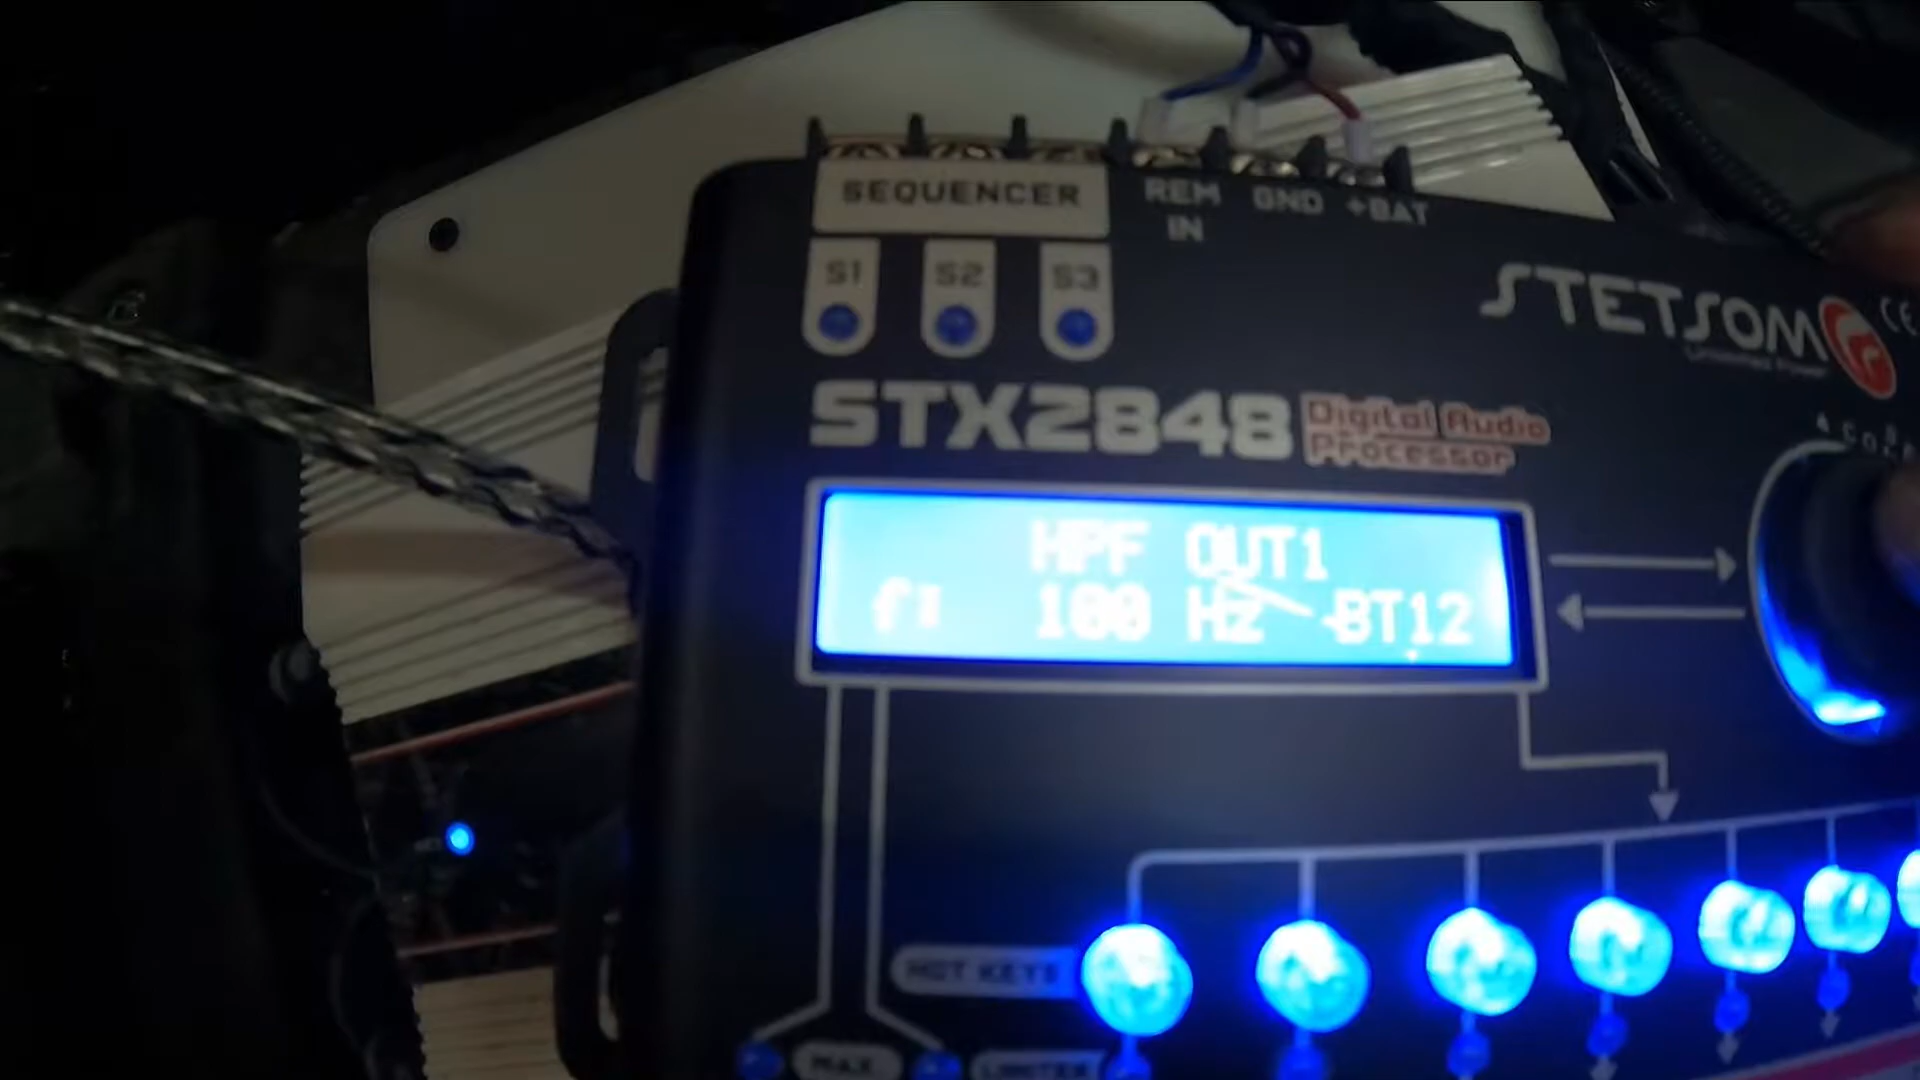 SEQUENCER
REM IN
GND
+BAT
S1
S2
S3
STETSOM
CE
STX2848
Digital Audio Processor
HPF OUT1
f: 100 Hz BT12
HOT KEYS
MAX.
LIMITER